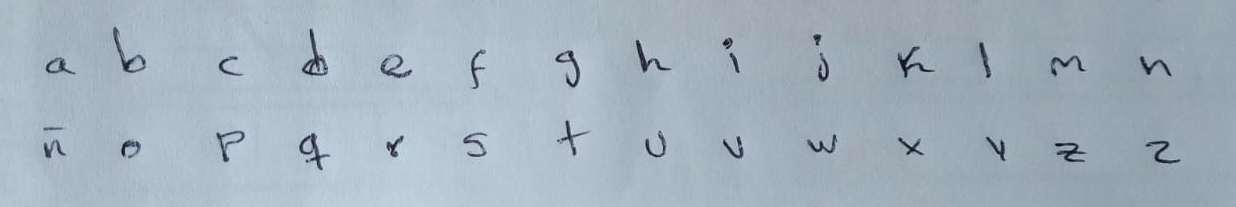 a b c d e f g h i j k l m n
ñ o p q r s t u v w x y z z